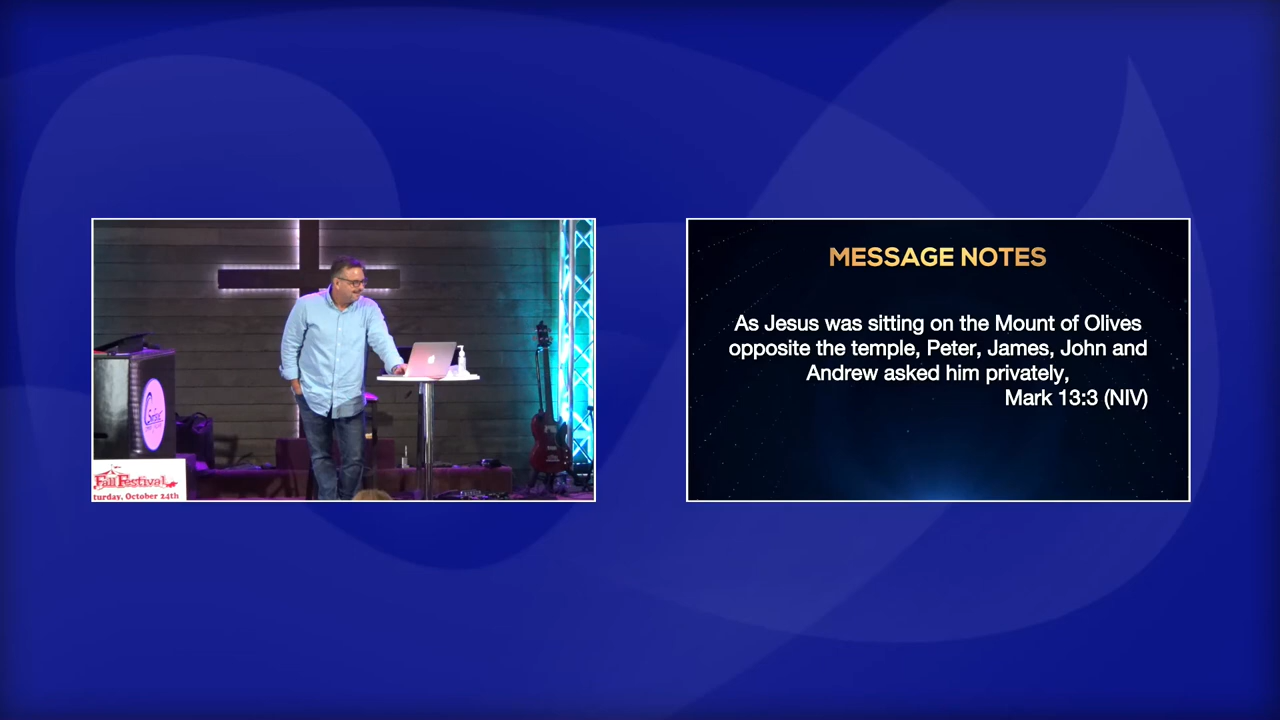 Fall Festival
turday, October 24th
MESSAGE NOTES
As Jesus was sitting on the Mount of Olives
opposite the temple, Peter, James, John and
Andrew asked him privately,
Mark 13:3 (NIV)